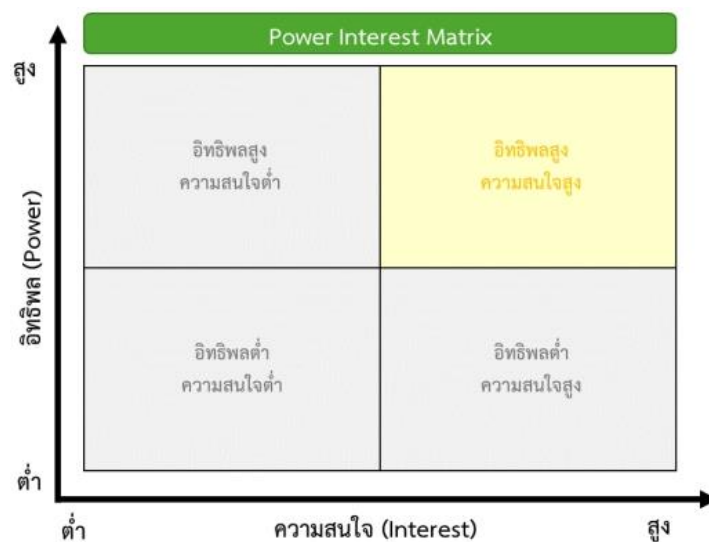 Power Interest Matrix
สูง
อิทธิพลสูง
ความสนใจต่ำ
อิทธิพลสูง
ความสนใจสูง
อิทธิพล (Power)
อิทธิพลต่ำ
ความสนใจต่ำ
อิทธิพลต่ำ
ความสนใจสูง
ต่ำ
ต่ำ
ความสนใจ (Interest)
สูง